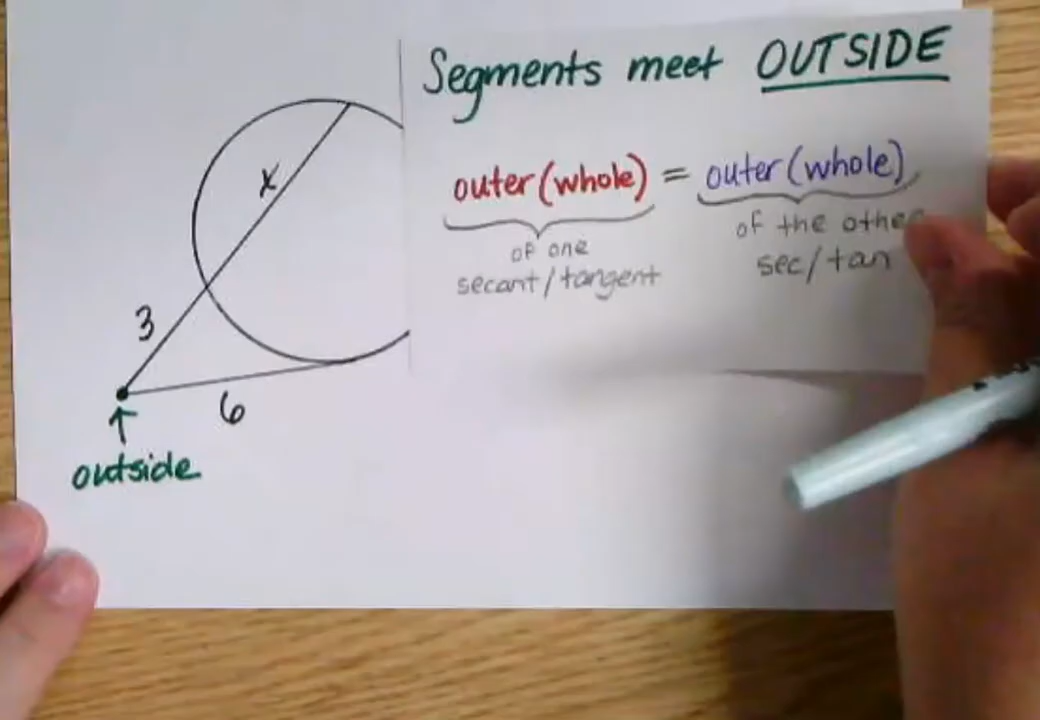 Segments meet OUTSIDE
outer(whole) = outer(whole)
of one
secant/tangent
of the other
sec/tan
x
3
6
↑
outside